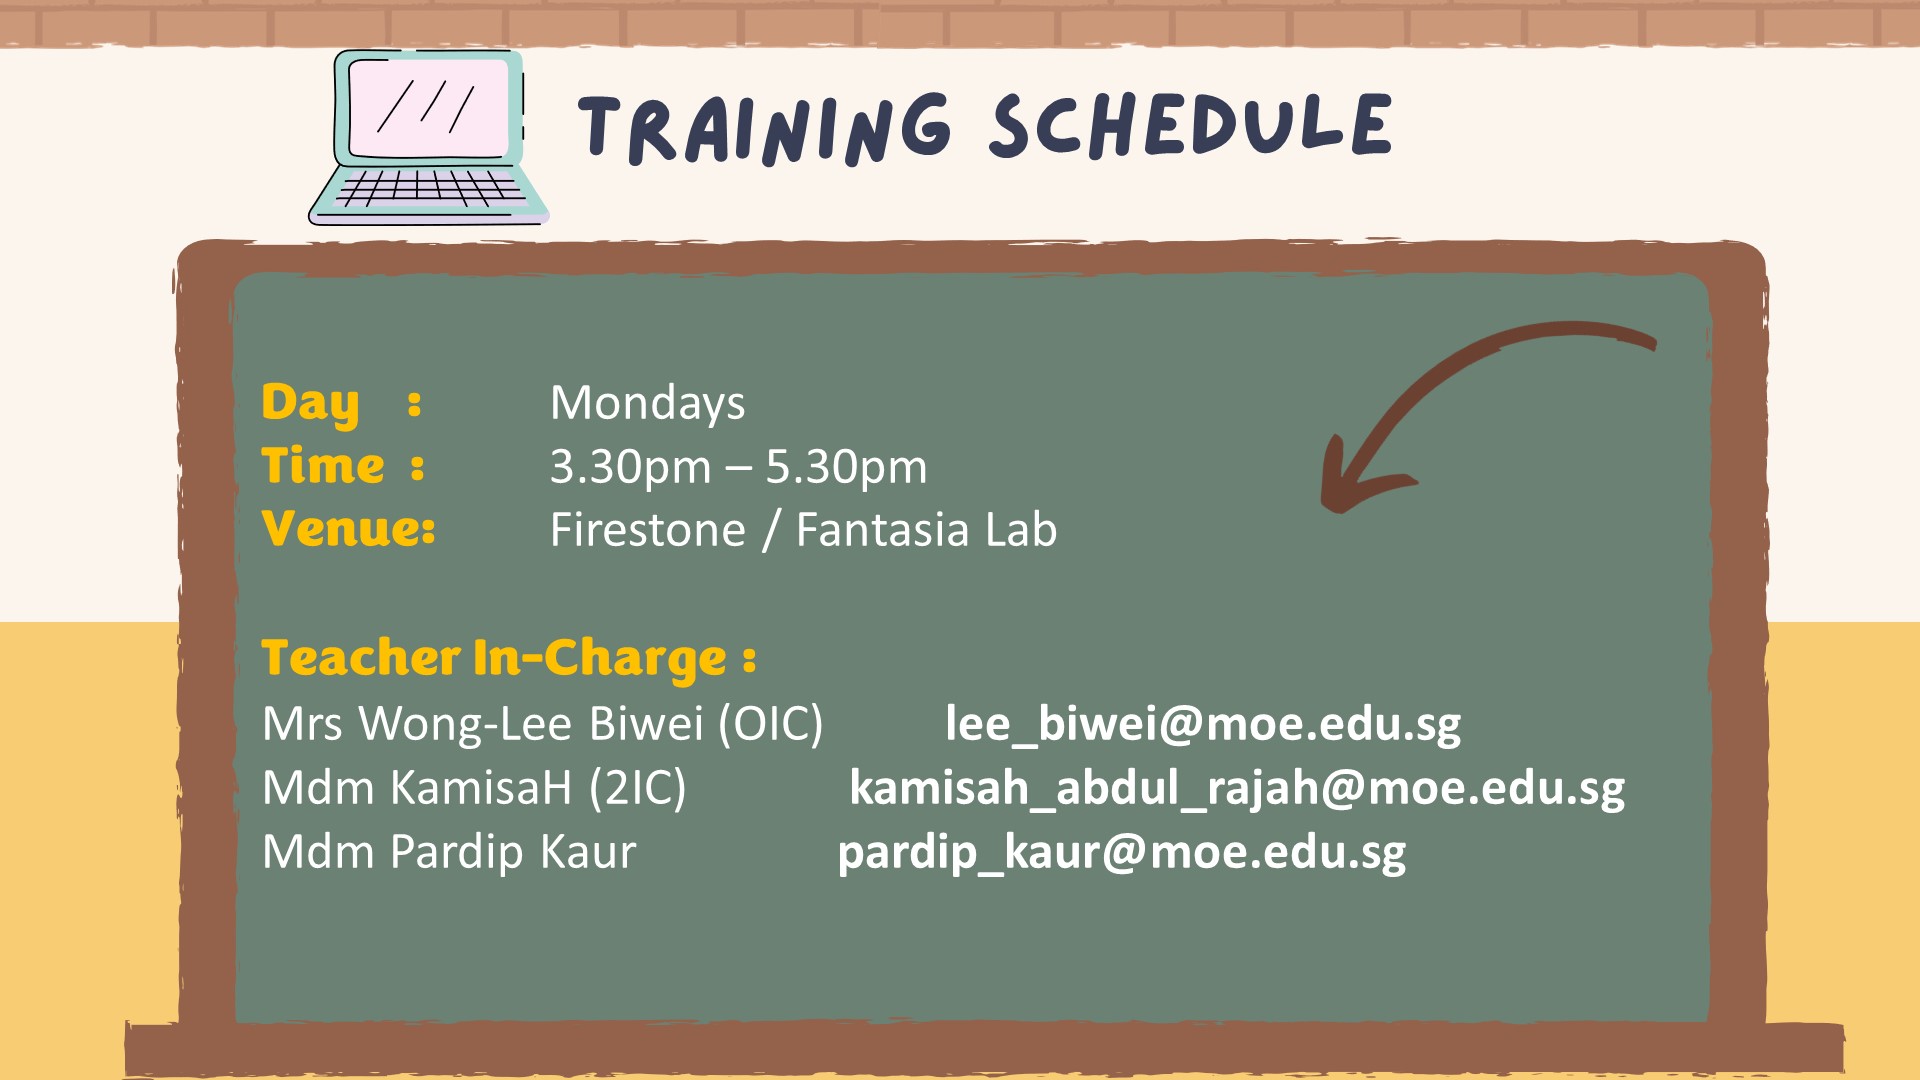 TRAINING SCHEDULE
Day : Mondays
Time : 3.30pm – 5.30pm
Venue: Firestone / Fantasia Lab
Teacher In-Charge :
Mrs Wong-Lee Biwei (OIC) lee_biwei@moe.edu.sg
Mdm KamisaH (2IC) kamisah_abdul_rajah@moe.edu.sg
Mdm Pardip Kaur pardip_kaur@moe.edu.sg